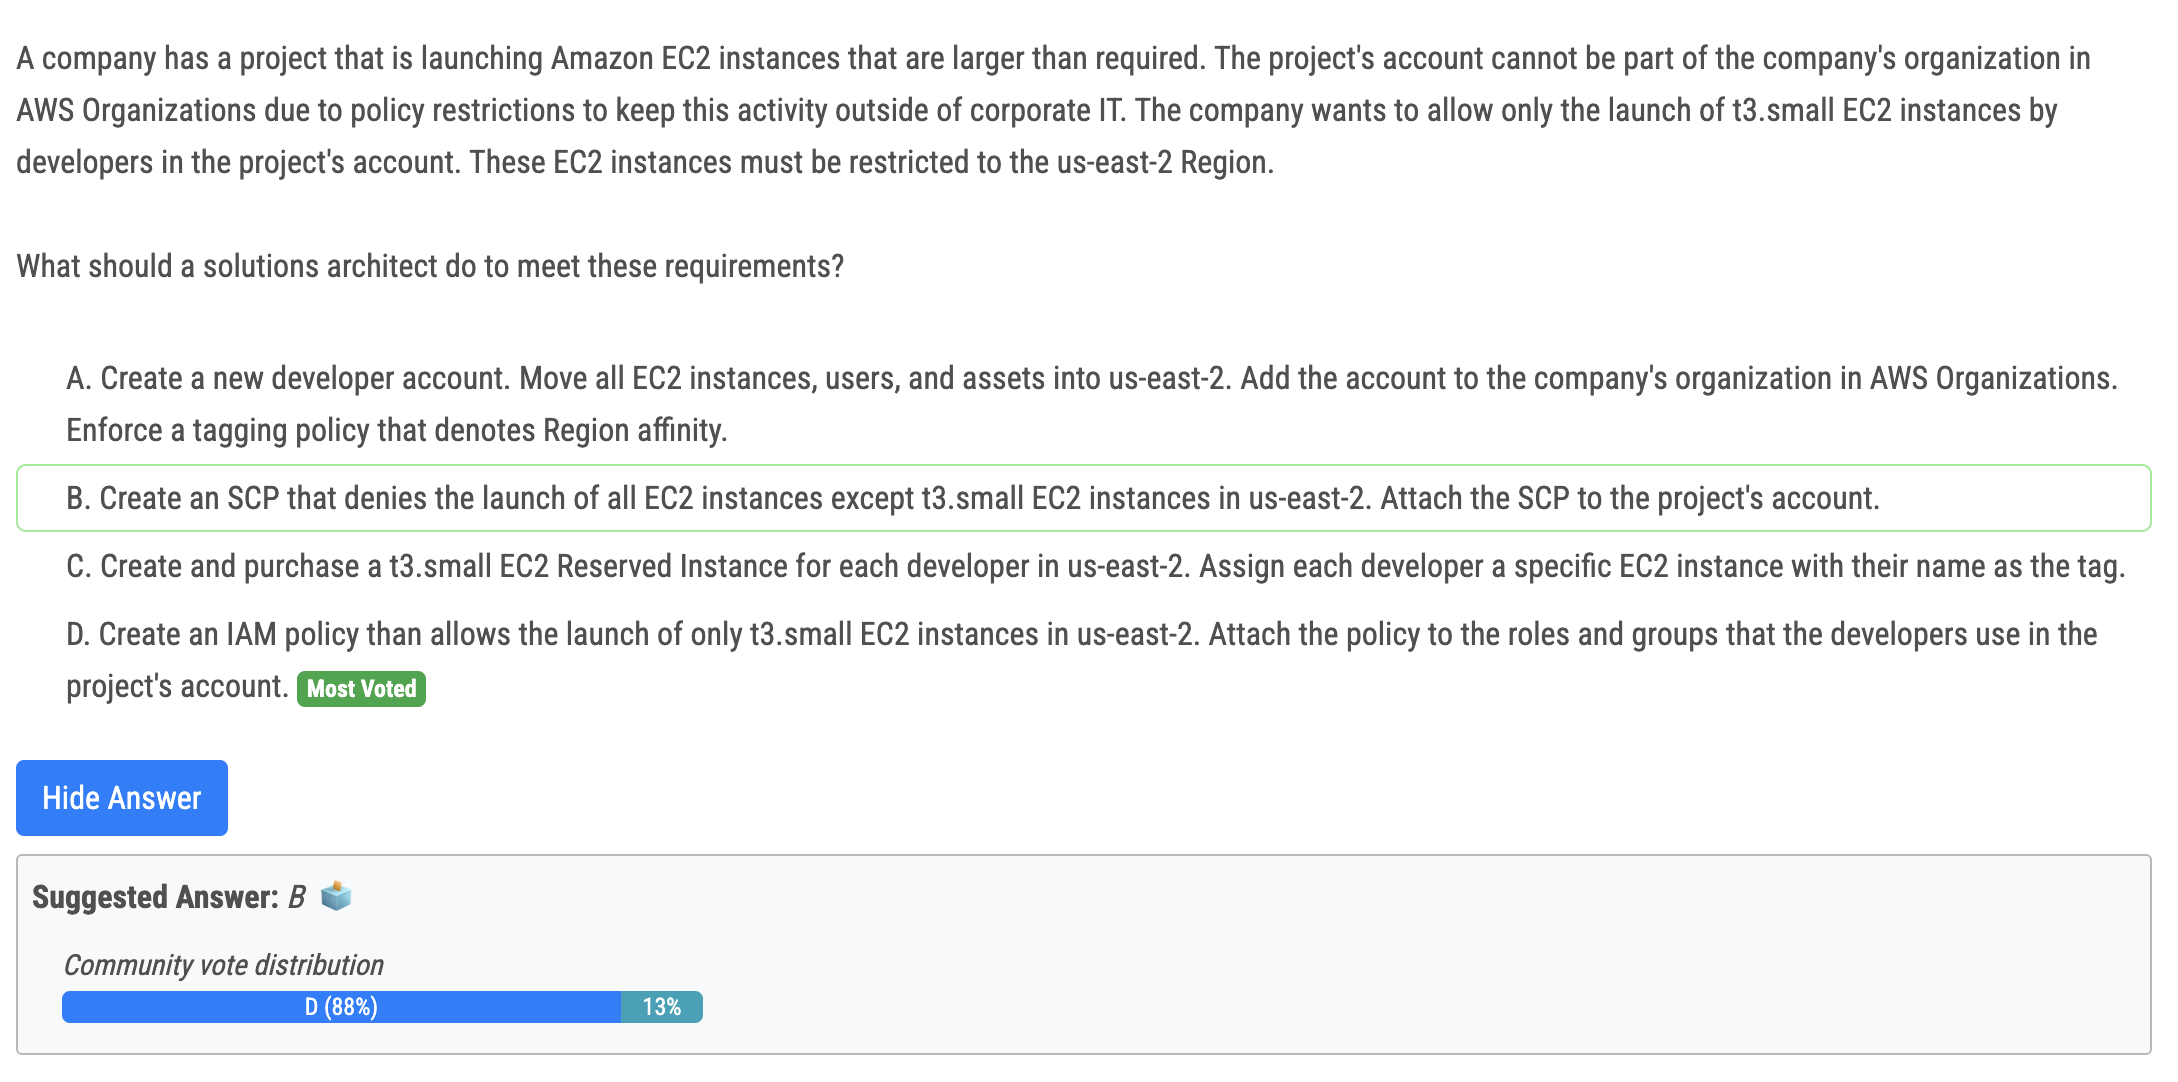 A company has a project that is launching Amazon EC2 instances that are larger than required. The project's account cannot be part of the company's organization in
AWS Organizations due to policy restrictions to keep this activity outside of corporate IT. The company wants to allow only the launch of t3.small EC2 instances by
developers in the project's account. These EC2 instances must be restricted to the us-east-2 Region.
What should a solutions architect do to meet these requirements?
A. Create a new developer account. Move all EC2 instances, users, and assets into us-east-2. Add the account to the company's organization in AWS Organizations.
Enforce a tagging policy that denotes Region affinity.
B. Create an SCP that denies the launch of all EC2 instances except t3.small EC2 instances in us-east-2. Attach the SCP to the project's account.
C. Create and purchase a t3.small EC2 Reserved Instance for each developer in us-east-2. Assign each developer a specific EC2 instance with their name as the tag.
D. Create an IAM policy than allows the launch of only t3.small EC2 instances in us-east-2. Attach the policy to the roles and groups that the developers use in the
project's account. Most Voted
Hide Answer
Suggested Answer: B
Community vote distribution
D (88%) 13%